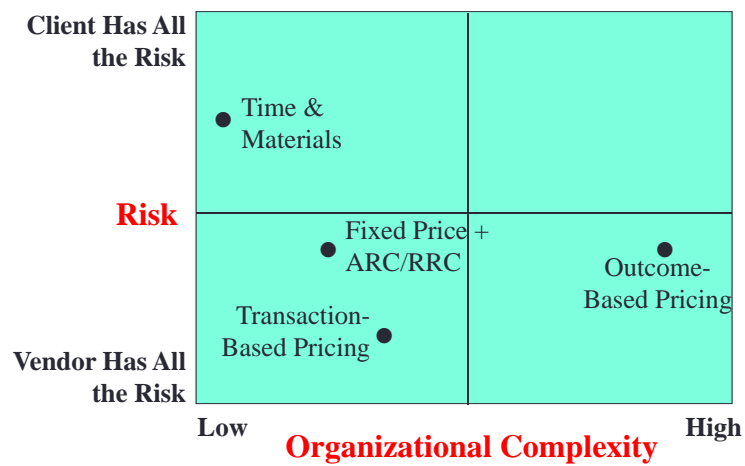 Client Has All
the Risk
Time &
Materials
Risk
Fixed Price +
ARC/RRC
Outcome-
Based Pricing
Transaction-
Based Pricing
Vendor Has All
the Risk
Low
High
Organizational Complexity